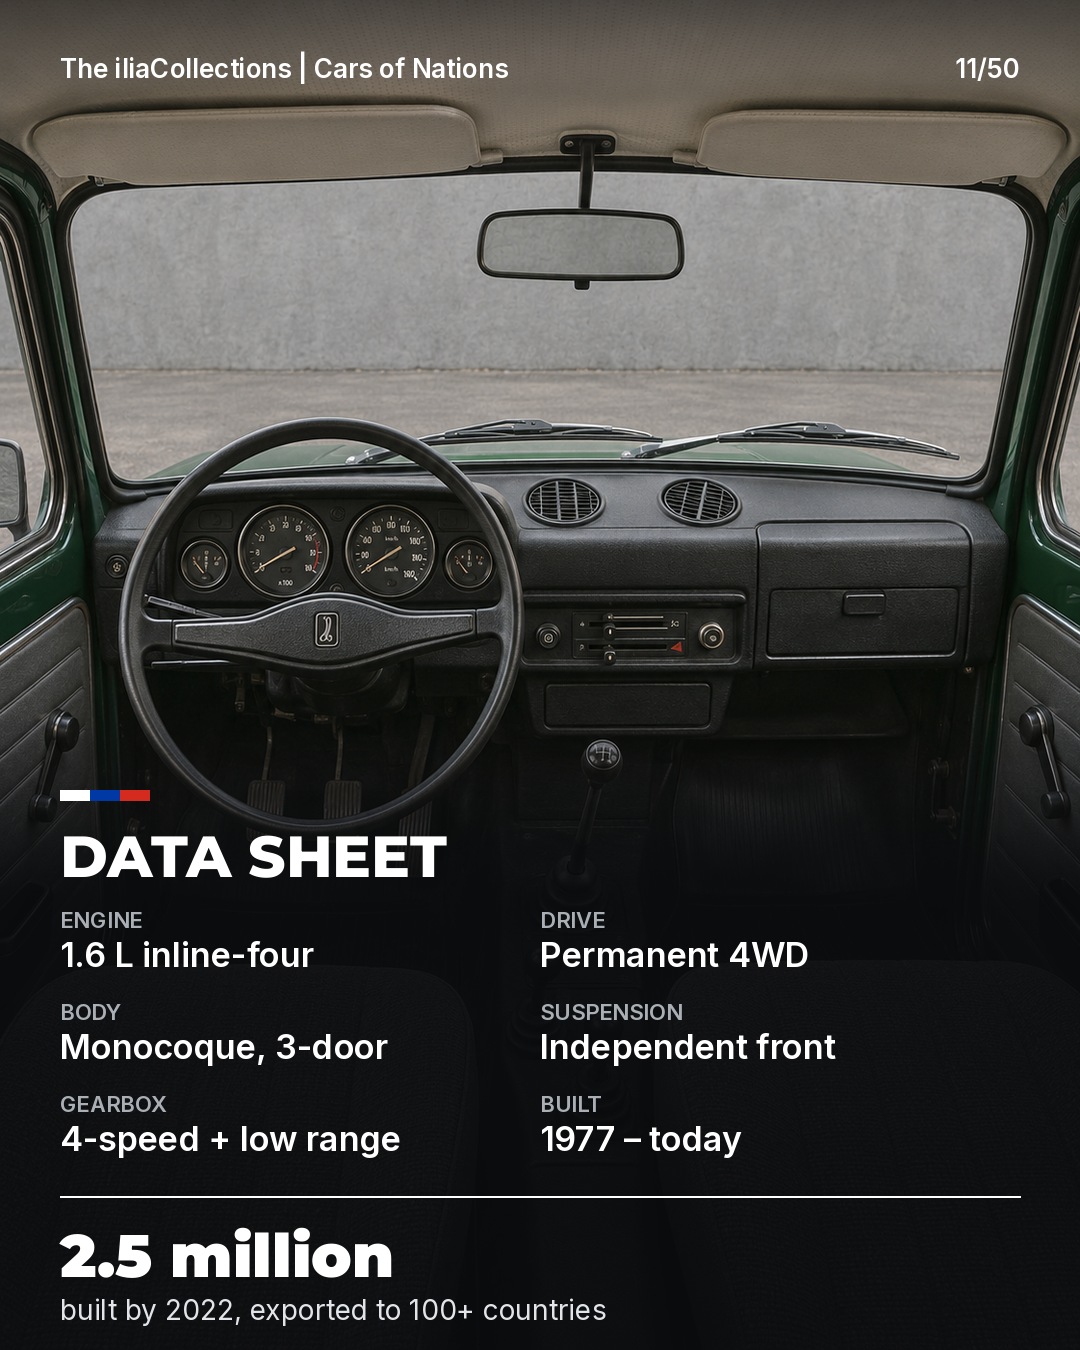 The iliaCollections | Cars of Nations
11/50
DATA SHEET
ENGINE
1.6 L inline-four
DRIVE
Permanent 4WD
BODY
Monocoque, 3-door
SUSPENSION
Independent front
GEARBOX
4-speed + low range
BUILT
1977 – today
2.5 million
built by 2022, exported to 100+ countries